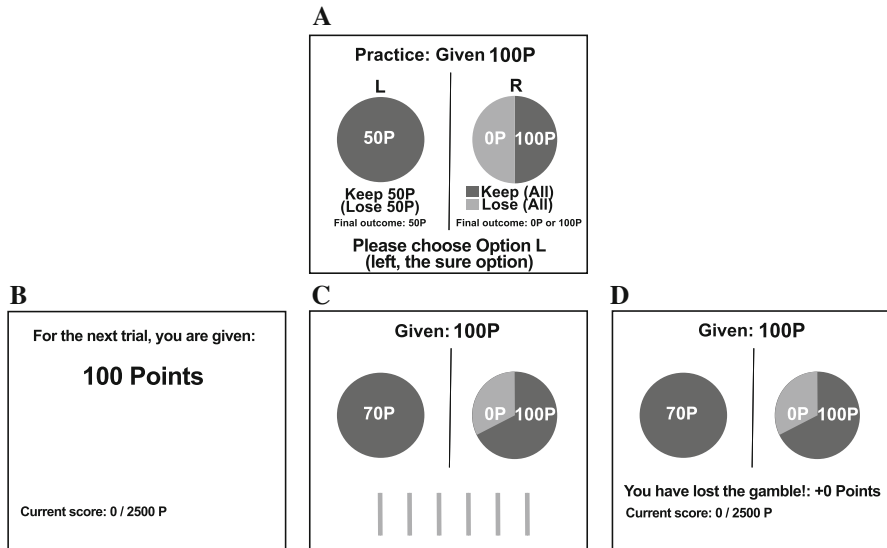 A
Practice: Given 100P
L R
50P 0P 100P
Keep 50P
(Lose 50P)
Final outcome: 50P
Keep (All)
Lose (All)
Final outcome: 0P or 100P
Please choose Option L
(left, the sure option)
B
For the next trial, you are given:
100 Points
Current score: 0 / 2500 P
C
Given: 100P
70P 0P 100P
D
Given: 100P
70P 0P 100P
You have lost the gamble!: +0 Points
Current score: 0 / 2500 P